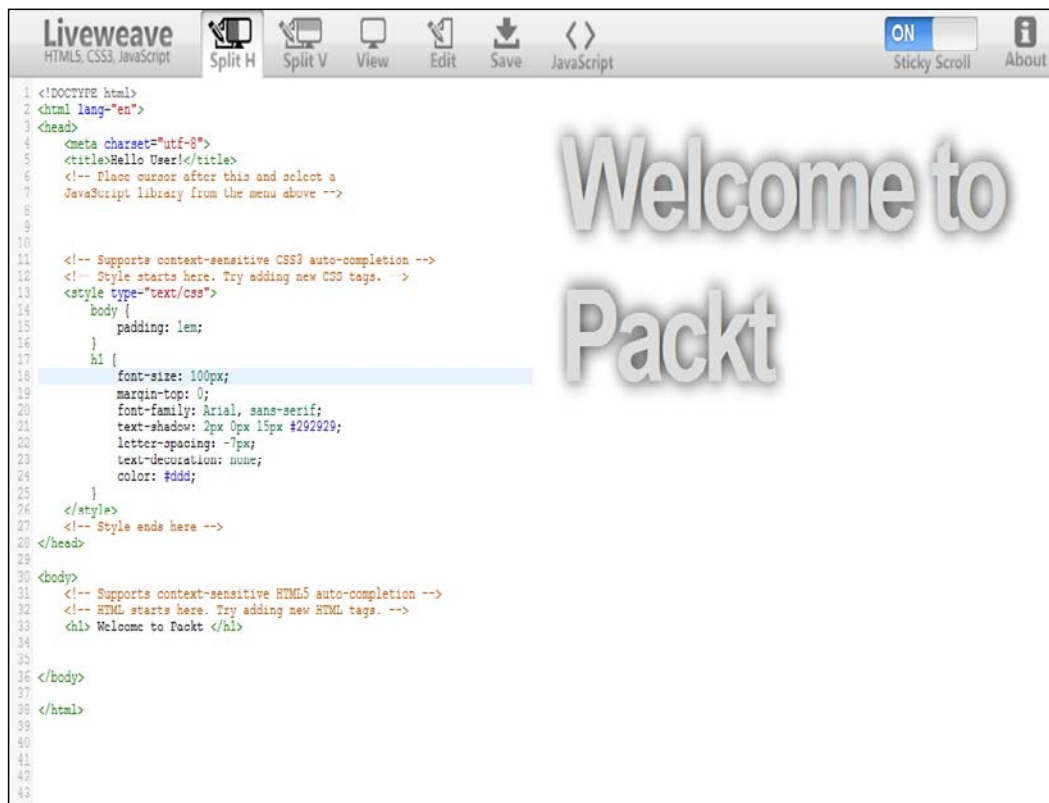 Liveweave
HTML5, CSS3, JavaScript
Split H
Split V
View
Edit
Save
JavaScript
ON
Sticky Scroll
About
1 <!DOCTYPE html>
2 <html lang="en">
3 <head>
4 <meta charset="utf-8">
5 <title>Hello User!</title>
6 <!-- Place cursor after this and select a
7 JavaScript library from the menu above -->
8
9
10
11 <!-- Supports context-sensitive CSS3 auto-completion -->
12 <!-- Style starts here. Try adding new CSS tags. -->
13 <style type="text/css">
14 body {
15 padding: 1em;
16 }
17 h1 {
18 font-size: 100px;
19 margin-top: 0;
20 font-family: Arial, sans-serif;
21 text-shadow: 2px 0px 15px #292929;
22 letter-spacing: -7px;
23 text-decoration: none;
24 color: #ddd;
25 }
26 </style>
27 <!-- Style ends here -->
28 </head>
29
30 <body>
31 <!-- Supports context-sensitive HTML5 auto-completion -->
32 <!-- HTML starts here. Try adding new HTML tags. -->
33 <h1> Welcome to Packt </h1>
34
35
36 </body>
37
38 </html>
39
40
41
42
43
Welcome to
Packt